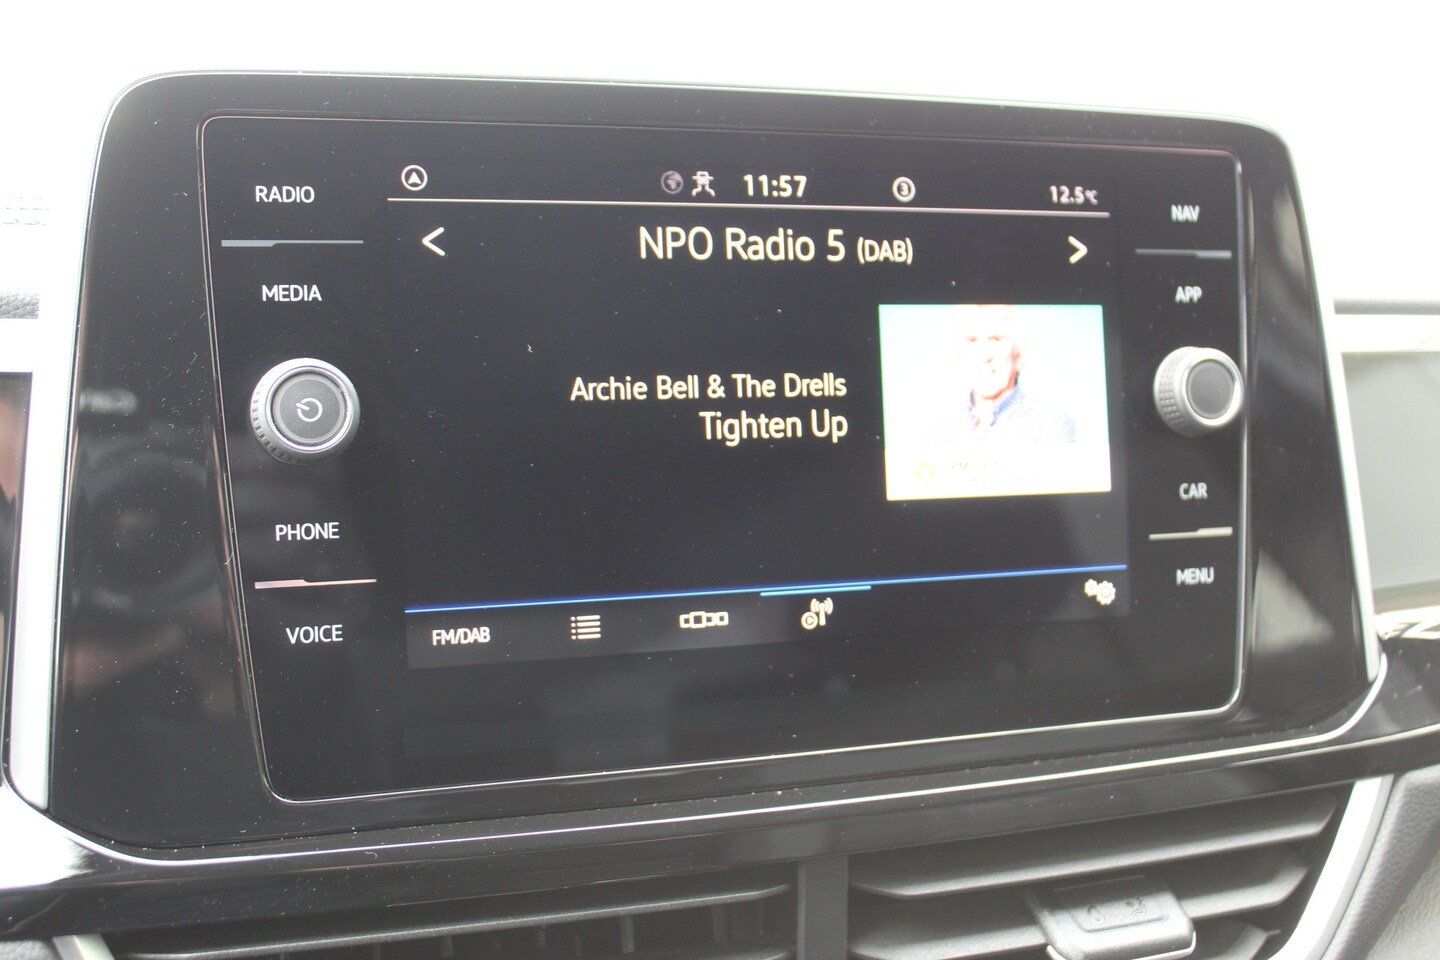 RADIO
MEDIA
PHONE
VOICE
11:57
3
12.5°C
NPO Radio 5 (DAB)
Archie Bell & The Drells
Tighten Up
FM/DAB
NAV
APP
CAR
MENU